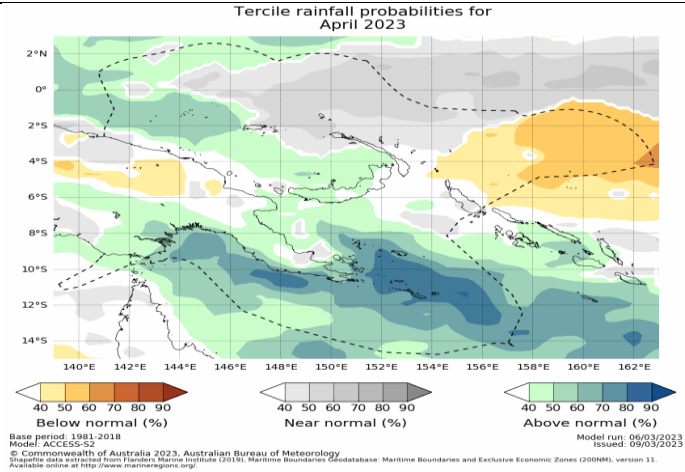 Tercile rainfall probabilities for
April 2023
2°N
0°
2°S
4°S
6°S
8°S
10°S
12°S
14°S
140°E 142°E 144°E 146°E 148°E 150°E 152°E 154°E 156°E 158°E 160°E 162°E
40 50 60 70 80 90 40 50 60 70 80 90 40 50 60 70 80 90
Below normal (%) Near normal (%) Above normal (%)
Base period: 1981-2018 Model run: 06/03/2023
Model: ACCESS-S2 Issued: 09/03/2023
© Commonwealth of Australia 2023, Australian Bureau of Meteorology
Shapefile data extracted from Flanders Marine Institute (2019), Maritime Boundaries Geodatabase: Maritime Boundaries and Exclusive Economic Zones (200NM), version 11.
Available online at http://www.marineregions.org/.